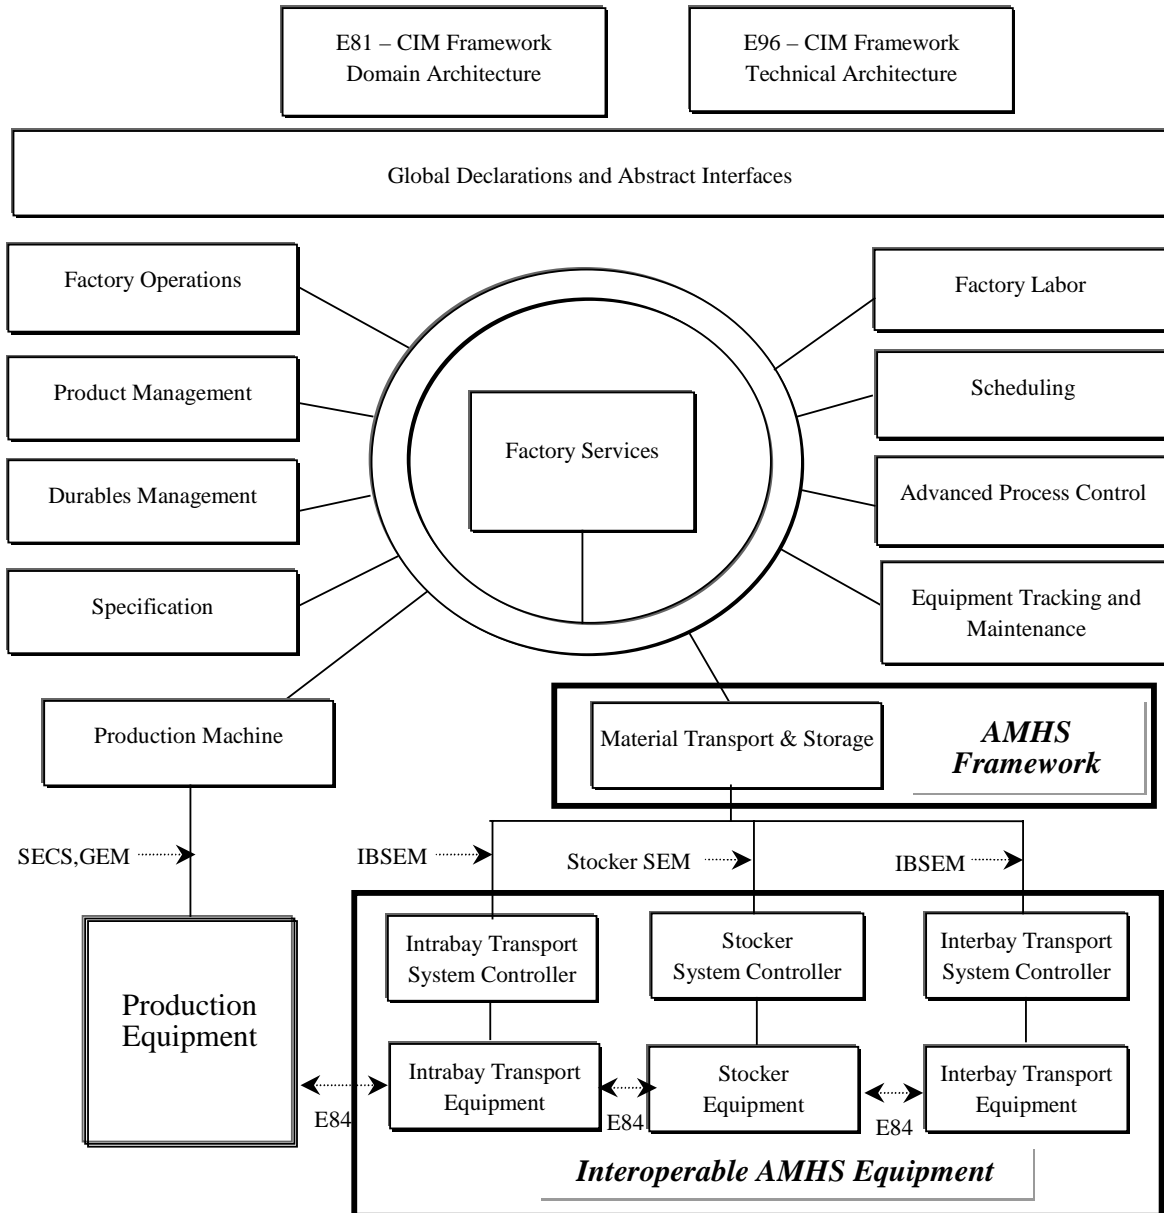 E81 – CIM Framework
Domain Architecture
E96 – CIM Framework
Technical Architecture
Global Declarations and Abstract Interfaces
Factory Operations
Factory Labor
Product Management
Scheduling
Factory Services
Durables Management
Advanced Process Control
Specification
Equipment Tracking and
Maintenance
Production Machine
Material Transport & Storage
AMHS
Framework
SECS,GEM
IBSEM
Stocker SEM
IBSEM
Intrabay Transport
System Controller
Stocker
System Controller
Interbay Transport
System Controller
Production
Equipment
Intrabay Transport
Equipment
Stocker
Equipment
Interbay Transport
Equipment
E84
E84
E84
Interoperable AMHS Equipment